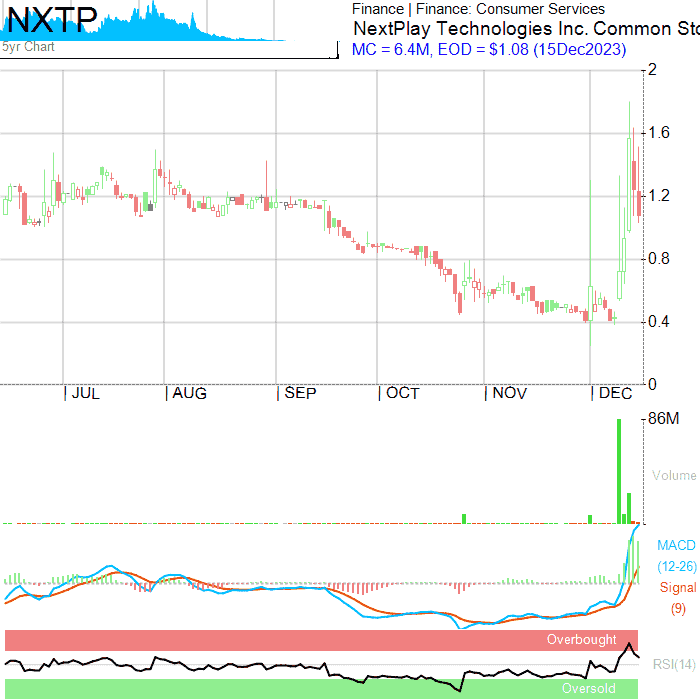 NXTP
5yr Chart
Finance | Finance: Consumer Services
NextPlay Technologies Inc. Common Sto
MC = 6.4M, EOD = $1.08 (15Dec2023)
2
1.6
1.2
0.8
0.4
0
JUL AUG SEP OCT NOV DEC
86M
Volume
MACD
(12-26)
Signal
(9)
Overbought
RSI(14)
Oversold